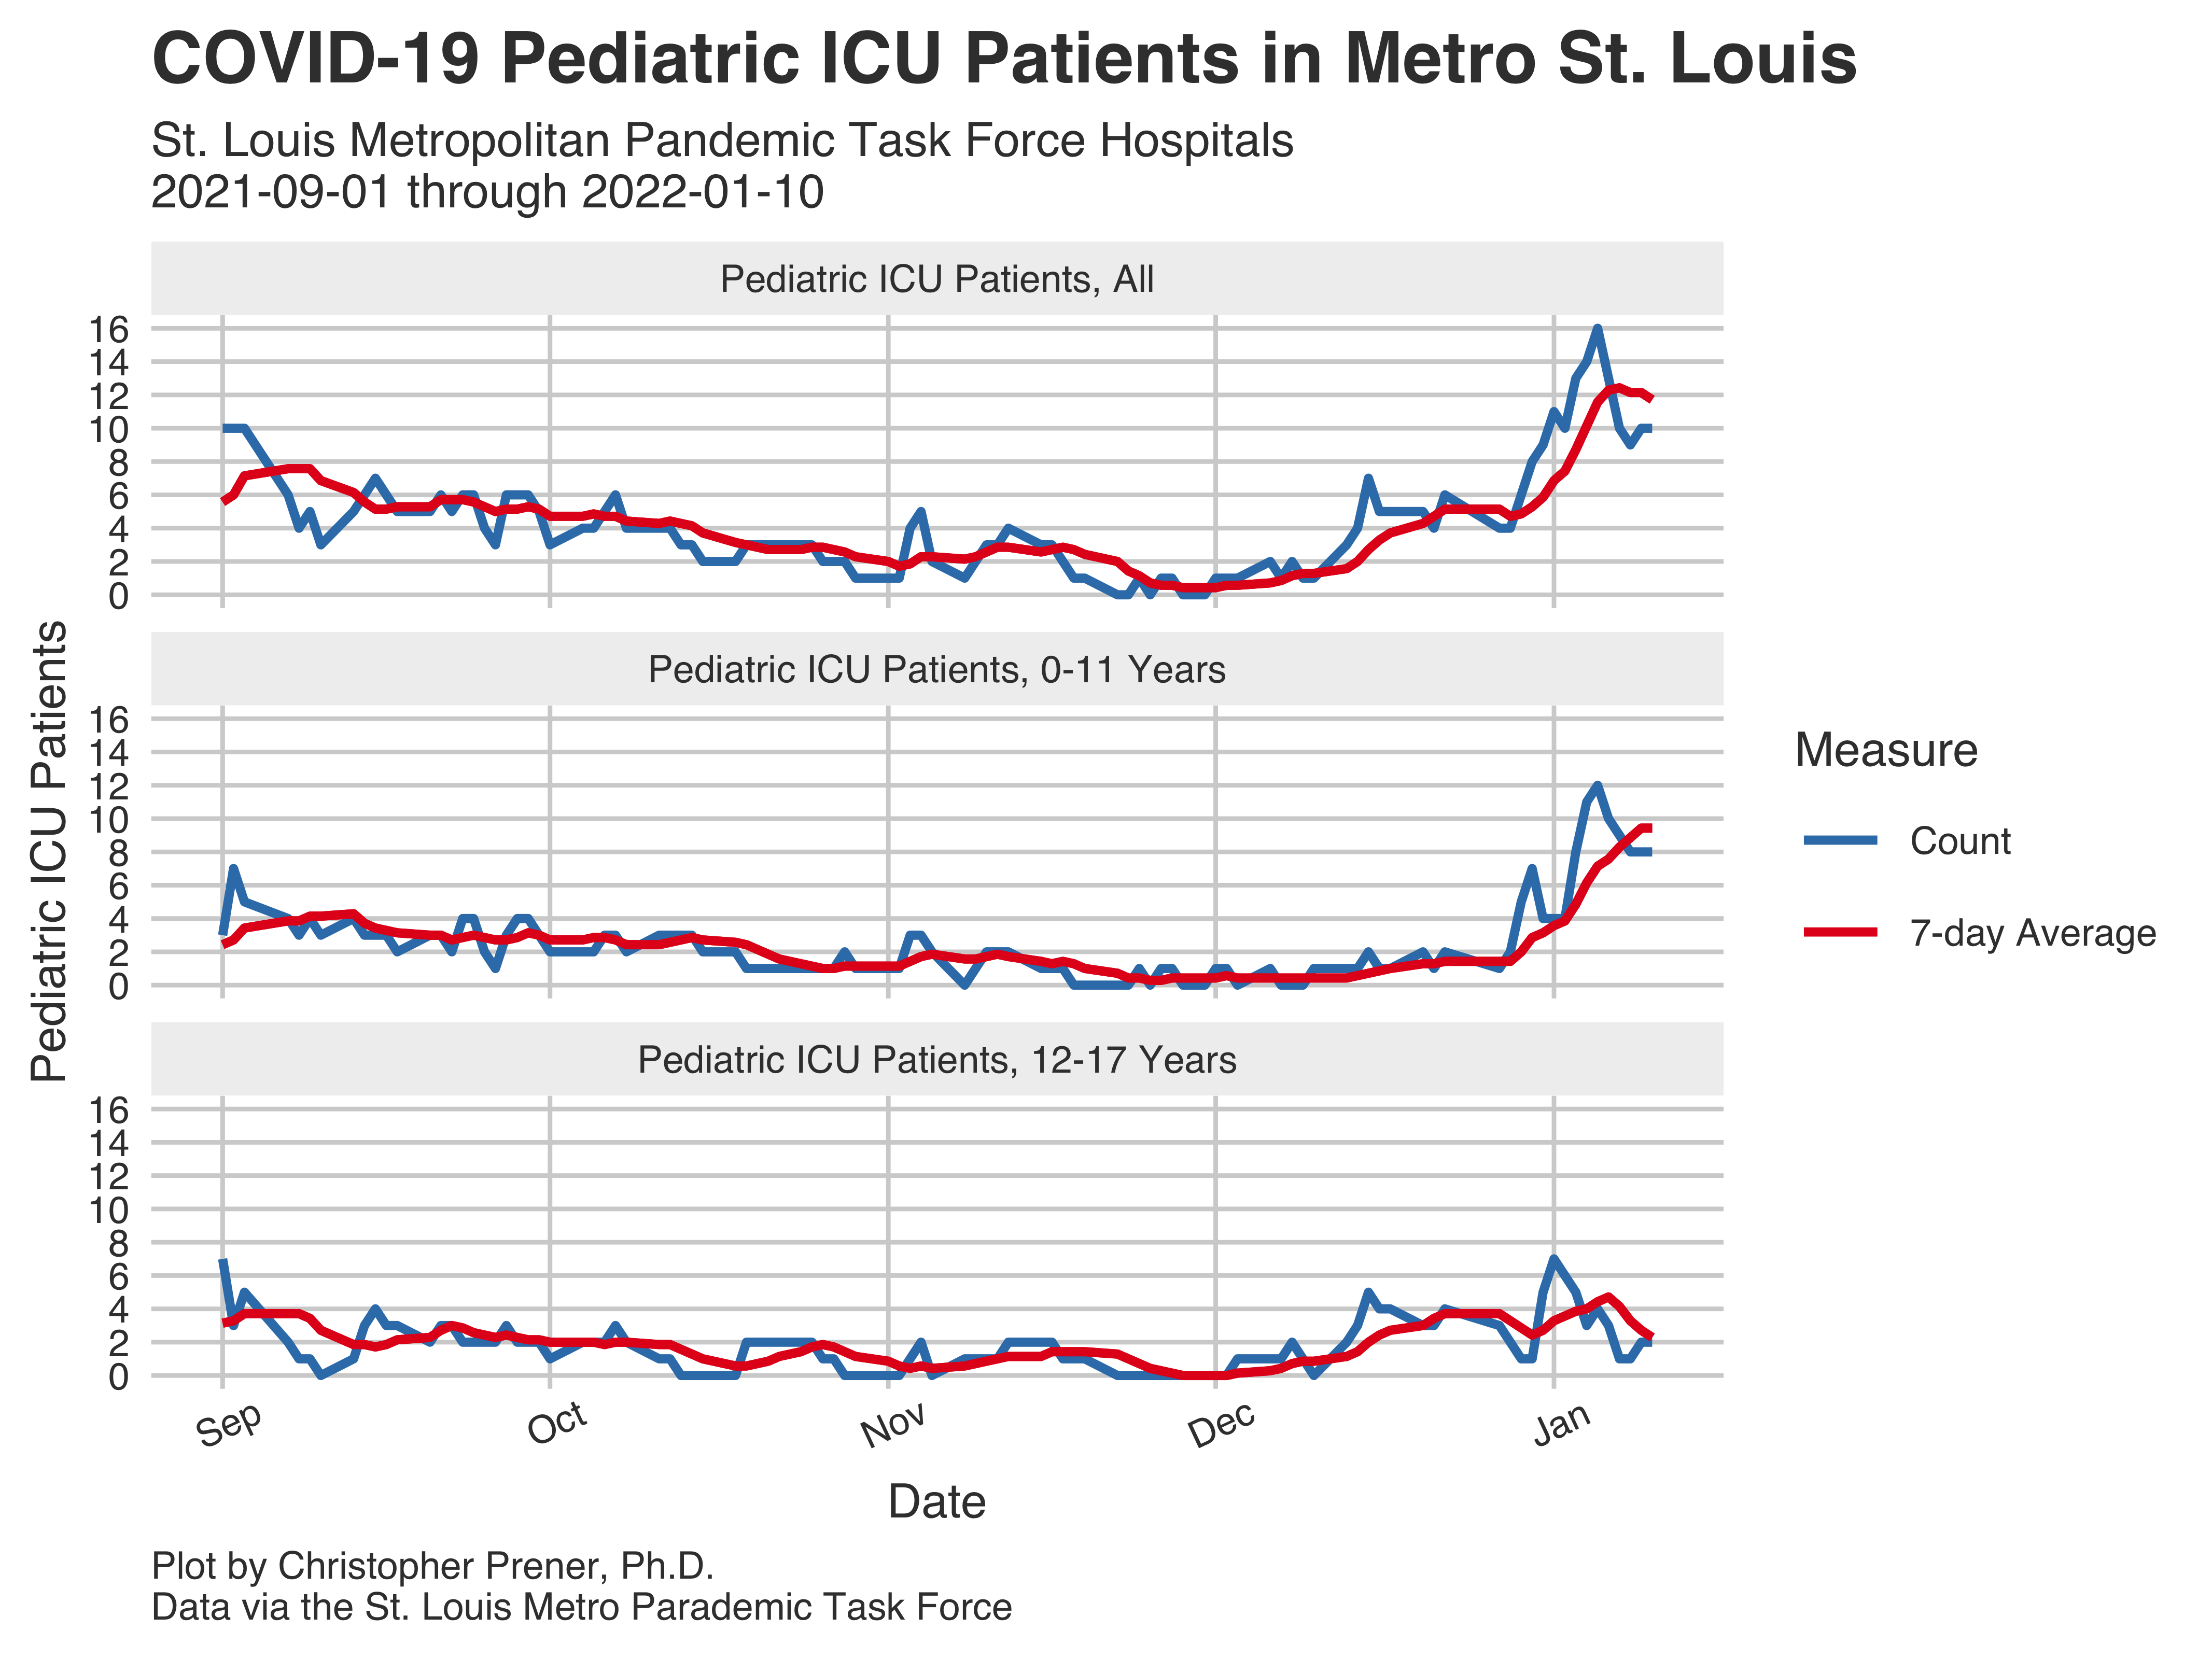 COVID-19 Pediatric ICU Patients in Metro St. Louis
St. Louis Metropolitan Pandemic Task Force Hospitals
2021-09-01 through 2022-01-10
Pediatric ICU Patients, All
16
14
12
10
8
6
4
2
0
Pediatric ICU Patients, 0-11 Years
16
14
12
10
8
6
4
2
0
Pediatric ICU Patients, 12-17 Years
16
14
12
10
8
6
4
2
0
Pediatric ICU Patients
Sep Oct Nov Dec Jan
Date
Measure
Count
7-day Average
Plot by Christopher Prener, Ph.D.
Data via the St. Louis Metro Parademic Task Force